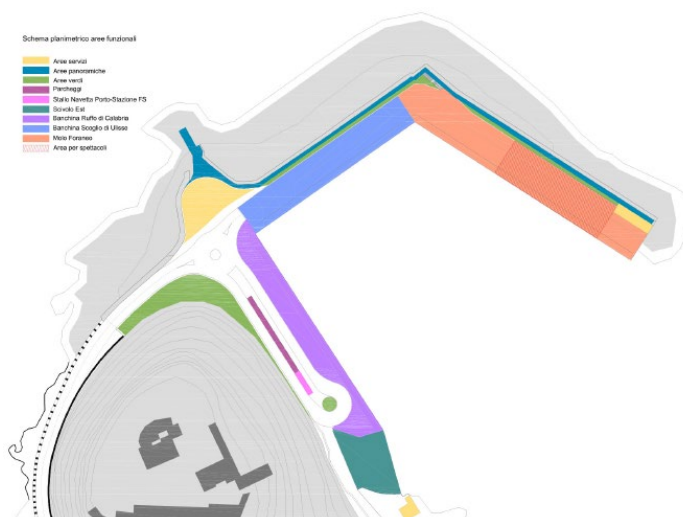 Schema planimetrico aree funzionali
Aree servizi
Aree panoramiche
Aree verdi
Parcheggi
Stallo Navetta Porto-Stazione FS
Scivolo Est
Banchina Ruffo di Calabria
Banchina Scoglio di Ulisse
Molo Foraneo
Area per spettacoli